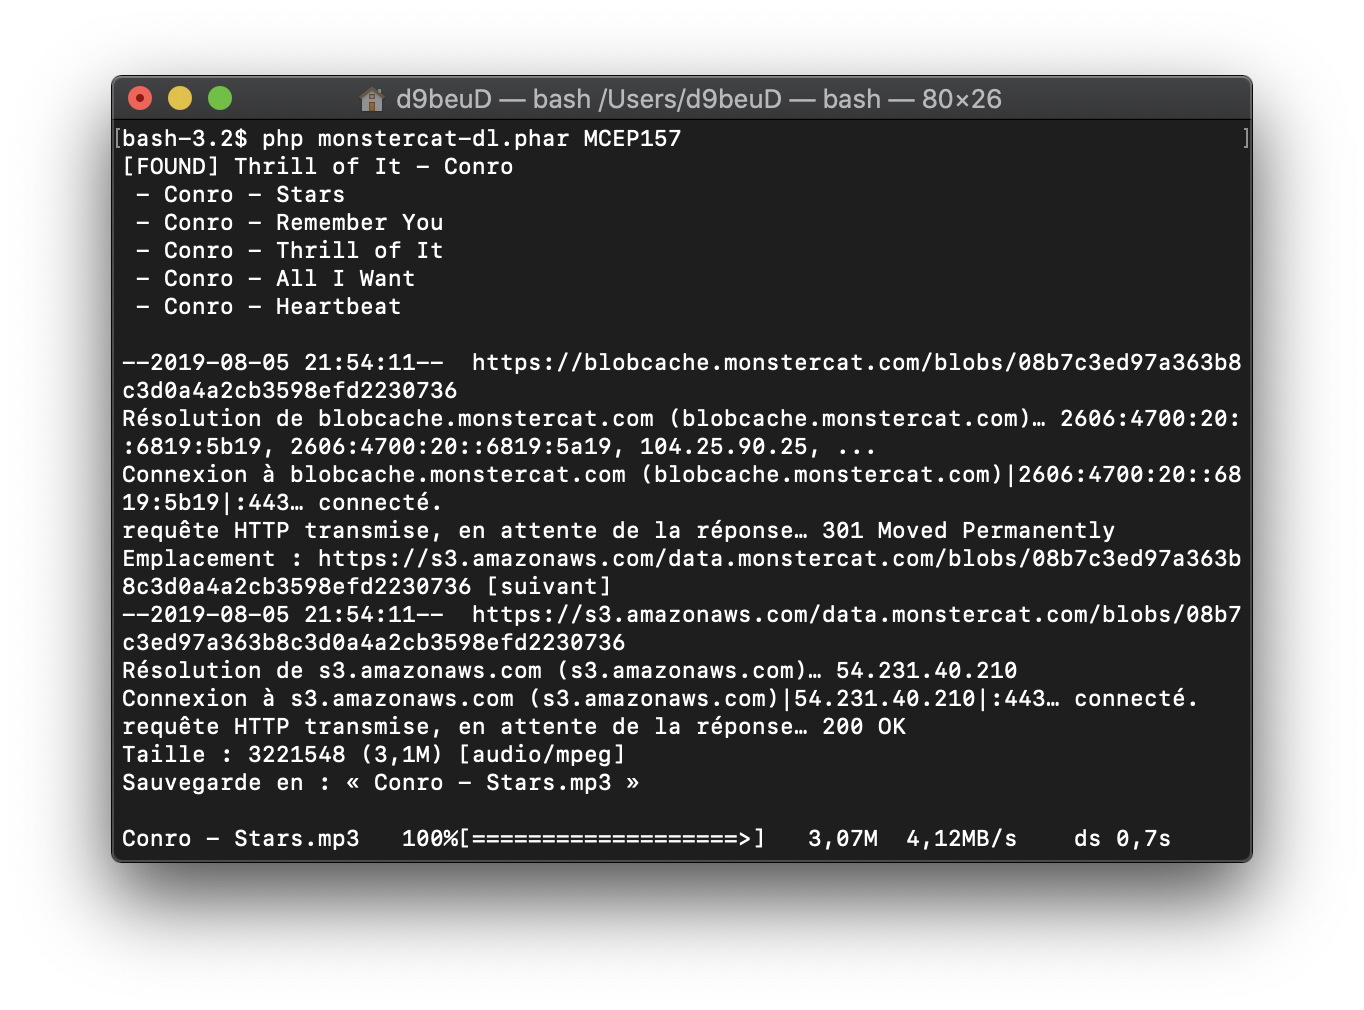 d9beuD — bash /Users/d9beuD — bash — 80×26
[bash-3.2$ php monstercat-dl.phar MCEP157 ]
[FOUND] Thrill of It - Conro
 - Conro - Stars
 - Conro - Remember You
 - Conro - Thrill of It
 - Conro - All I Want
 - Conro - Heartbeat
--2019-08-05 21:54:11--  https://blobcache.monstercat.com/blobs/08b7c3ed97a363b8
c3d0a4a2cb3598efd2230736
Résolution de blobcache.monstercat.com (blobcache.monstercat.com)… 2606:4700:20:
:6819:5b19, 2606:4700:20::6819:5a19, 104.25.90.25, ...
Connexion à blobcache.monstercat.com (blobcache.monstercat.com)|2606:4700:20::68
19:5b19|:443… connecté.
requête HTTP transmise, en attente de la réponse… 301 Moved Permanently
Emplacement : https://s3.amazonaws.com/data.monstercat.com/blobs/08b7c3ed97a363b
8c3d0a4a2cb3598efd2230736 [suivant]
--2019-08-05 21:54:11--  https://s3.amazonaws.com/data.monstercat.com/blobs/08b7
c3ed97a363b8c3d0a4a2cb3598efd2230736
Résolution de s3.amazonaws.com (s3.amazonaws.com)… 54.231.40.210
Connexion à s3.amazonaws.com (s3.amazonaws.com)|54.231.40.210|:443… connecté.
requête HTTP transmise, en attente de la réponse… 200 OK
Taille : 3221548 (3,1M) [audio/mpeg]
Sauvegarde en : « Conro - Stars.mp3 »
Conro - Stars.mp3   100%[===================>]   3,07M  4,12MB/s    ds 0,7s